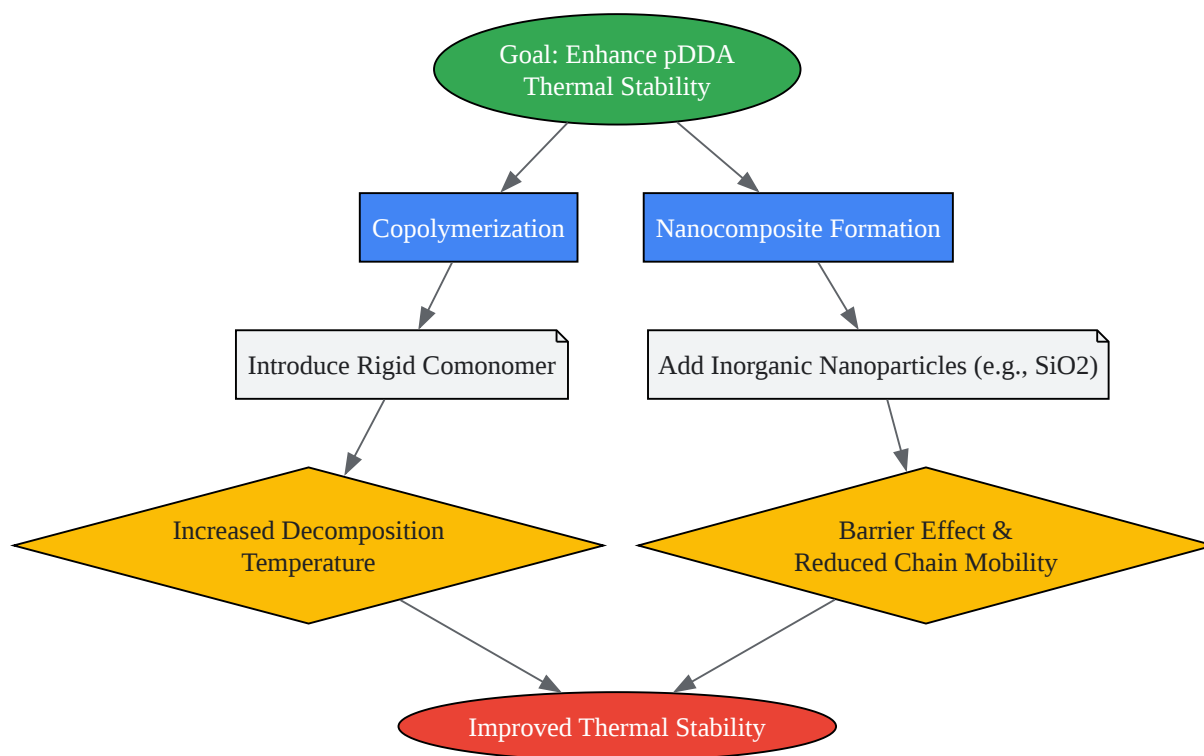 Goal: Enhance pDDA
Thermal Stability
Copolymerization
Nanocomposite Formation
Introduce Rigid Comonomer
Add Inorganic Nanoparticles (e.g., SiO2)
Increased Decomposition
Temperature
Barrier Effect &
Reduced Chain Mobility
Improved Thermal Stability